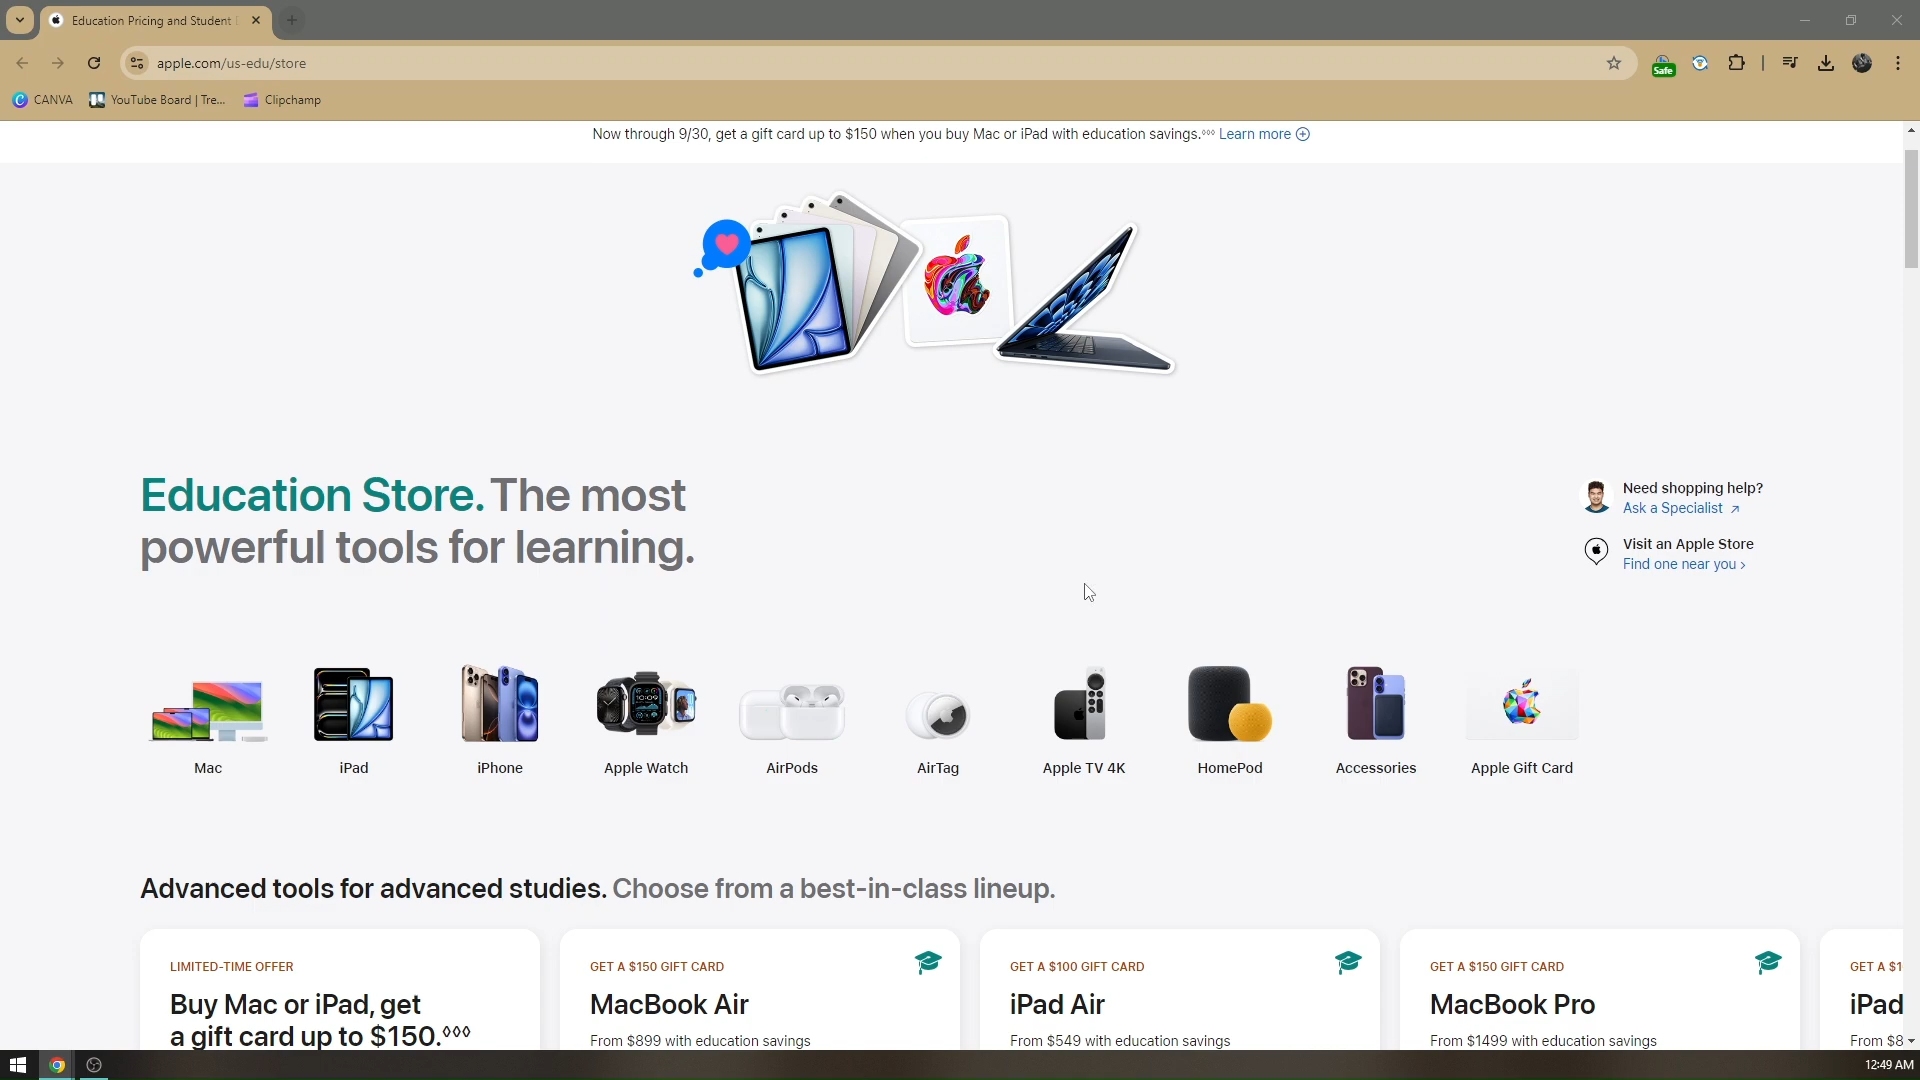 Education Pricing and Student
apple.com/us-edu/store
Safe
CANVA
YouTube Board | Tre...
Clipchamp
Now through 9/30, get a gift card up to $150 when you buy Mac or iPad with education savings.◊◊◊ Learn more
Education Store. The most
powerful tools for learning.
Need shopping help?
Ask a Specialist ↗
Visit an Apple Store
Find one near you ›
Mac
iPad
iPhone
Apple Watch
AirPods
AirTag
Apple TV 4K
HomePod
Accessories
Apple Gift Card
Advanced tools for advanced studies. Choose from a best-in-class lineup.
LIMITED-TIME OFFER
Buy Mac or iPad, get
a gift card up to $150.◊◊◊
GET A $150 GIFT CARD
MacBook Air
From $899 with education savings
GET A $100 GIFT CARD
iPad Air
From $549 with education savings
GET A $150 GIFT CARD
MacBook Pro
From $1499 with education savings
GET A $1
iPad
From $8
12:49 AM